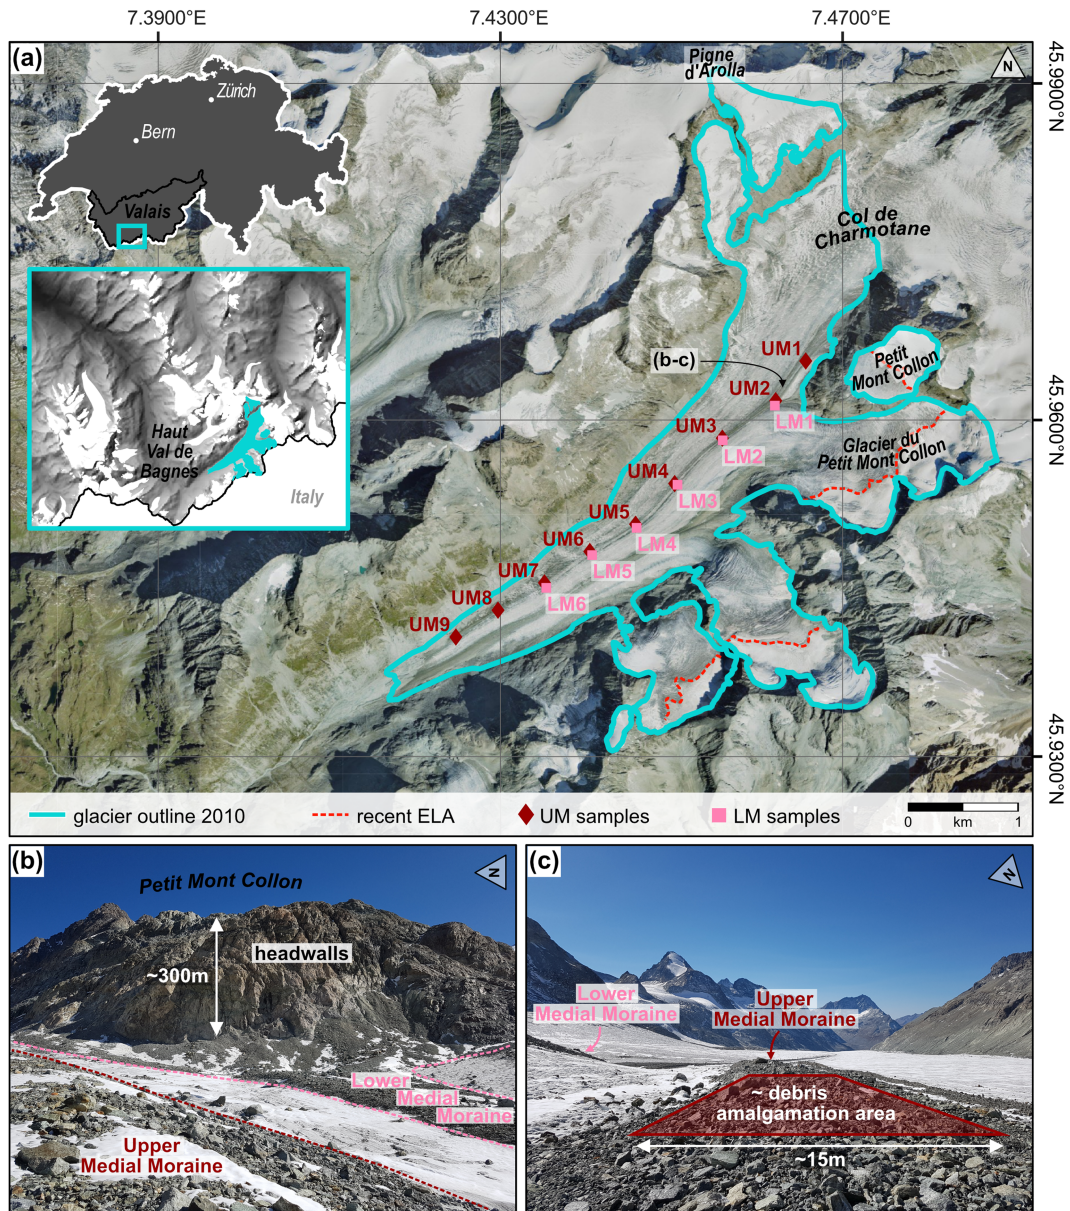 7.3900°E
7.4300°E
7.4700°E
(a)
Pigne
d'Arolla
N
45.9900°N
Zürich
Bern
Valais
Col de
Charmotane
UM1
(b-c)
Petit
Mont Collon
UM2
LM1
45.9600°N
UM3
Glacier du
Petit Mont Collon
LM2
Haut
Val de
Bagnes
UM4
LM3
Italy
UM5
LM4
UM6
LM5
UM7
LM6
UM8
UM9
45.9300°N
glacier outline 2010
recent ELA
UM samples
LM samples
0 km 1
(b)
Petit Mont Collon
N
headwalls
~300m
Lower
Medial
Moraine
Upper
Medial Moraine
(c)
N
Lower
Medial Moraine
Upper
Medial Moraine
~ debris
amalgamation area
~15m